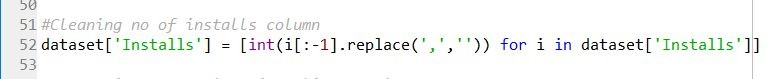 50
51 #Cleaning no of installs column
52 dataset['Installs'] = [int(i[:-1].replace(',','')) for i in dataset['Installs']]
53